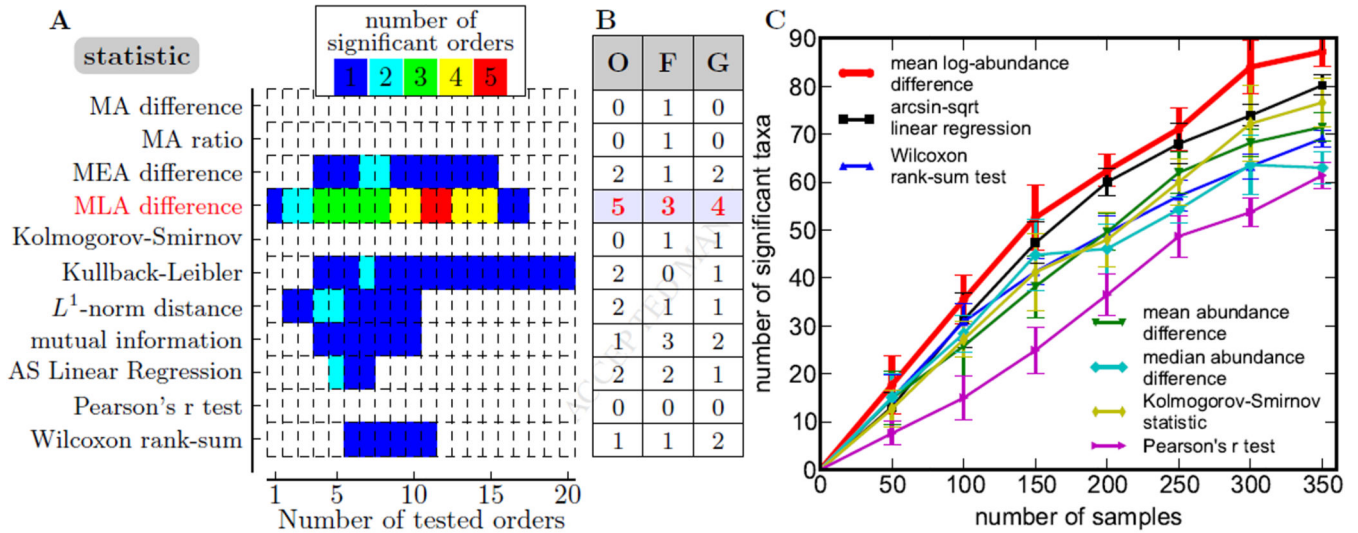 A
statistic
number of
significant orders
1 2 3 4 5
MA difference
MA ratio
MEA difference
MLA difference
Kolmogorov-Smirnov
Kullback-Leibler
L¹-norm distance
mutual information
AS Linear Regression
Pearson's r test
Wilcoxon rank-sum
1 5 10 15 20
Number of tested orders
B
O F G
0 1 0
0 1 0
2 1 2
5 3 4
0 1 1
2 0 1
2 1 1
1 3 2
2 2 1
0 0 0
1 1 2
ACCEPTED MAN
C
number of significant taxa
90
80
70
60
50
40
30
20
10
0
mean log-abundance
difference
arcsin-sqrt
linear regression
Wilcoxon
rank-sum test
mean abundance
difference
median abundance
difference
Kolmogorov-Smirnov
statistic
Pearson's r test
0 50 100 150 200 250 300 350
number of samples